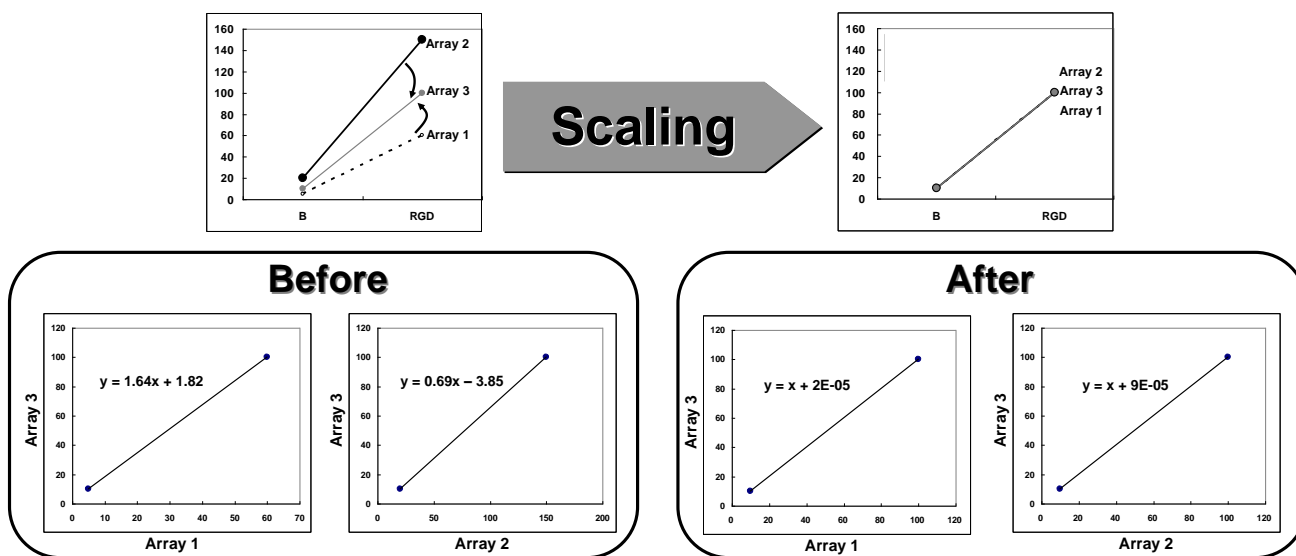 160
140
120
100
80
60
40
20
0
Array 2
Array 3
Array 1
B RGD
Scaling
160
140
120
100
80
60
40
20
0
Array 2
Array 3
Array 1
B RGD
Before
120
100
80
60
40
20
0
Array 3
y = 1.64x + 1.82
0 10 20 30 40 50 60 70
Array 1
120
100
80
60
40
20
0
Array 3
y = 0.69x – 3.85
0 50 100 150 200
Array 2
After
120
100
80
60
40
20
0
Array 3
y = x + 2E-05
0 20 40 60 80 100 120
Array 1
120
100
80
60
40
20
0
Array 3
y = x + 9E-05
0 20 40 60 80 100 120
Array 2